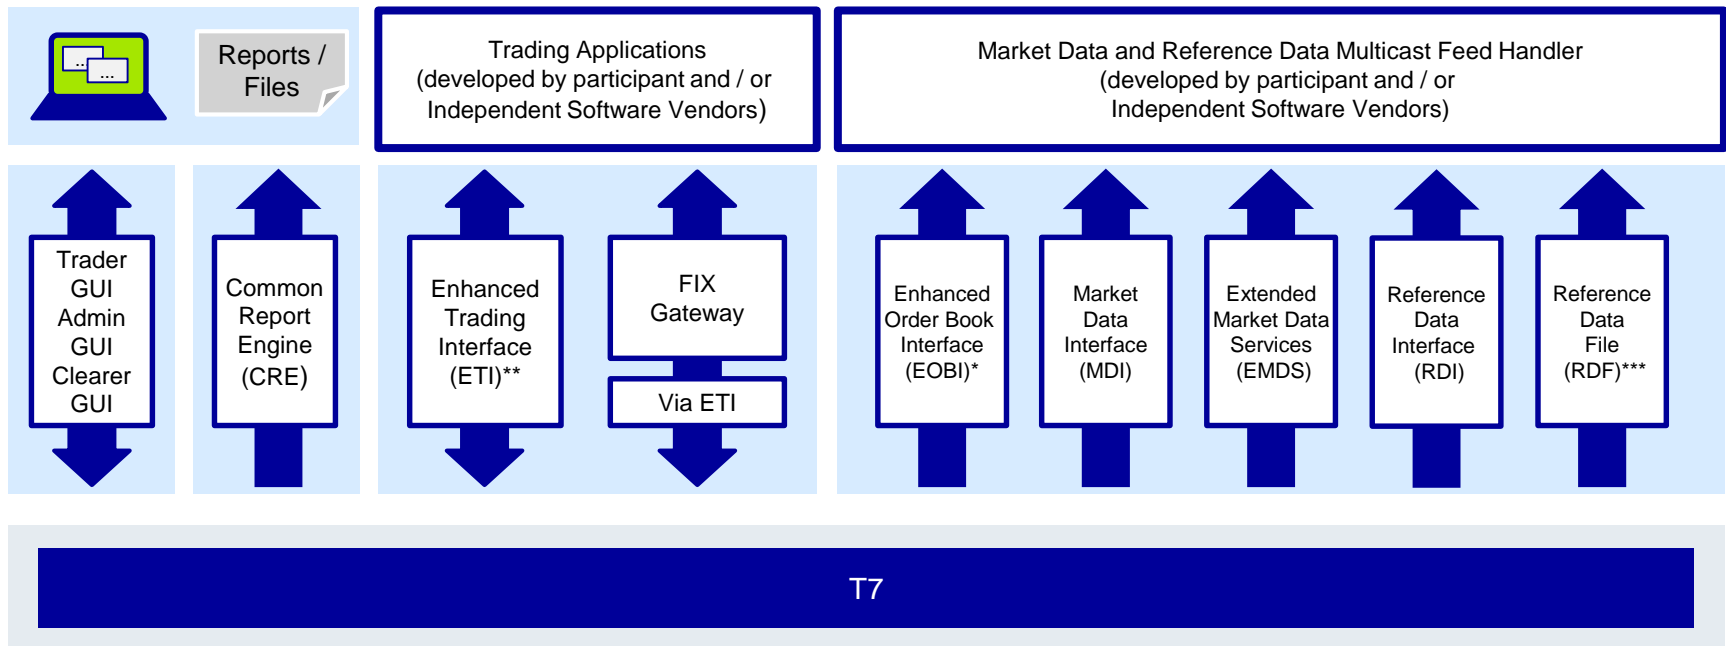 ...
...
Reports /
Files
Trading Applications
(developed by participant and / or
Independent Software Vendors)
Market Data and Reference Data Multicast Feed Handler
(developed by participant and / or
Independent Software Vendors)
Trader
GUI
Admin
GUI
Clearer
GUI
Common
Report
Engine
(CRE)
Enhanced
Trading
Interface
(ETI)**
FIX
Gateway
Via ETI
Enhanced
Order Book
Interface
(EOBI)*
Market
Data
Interface
(MDI)
Extended
Market Data
Services
(EMDS)
Reference
Data
Interface
(RDI)
Reference
Data
File
(RDF)***
T7